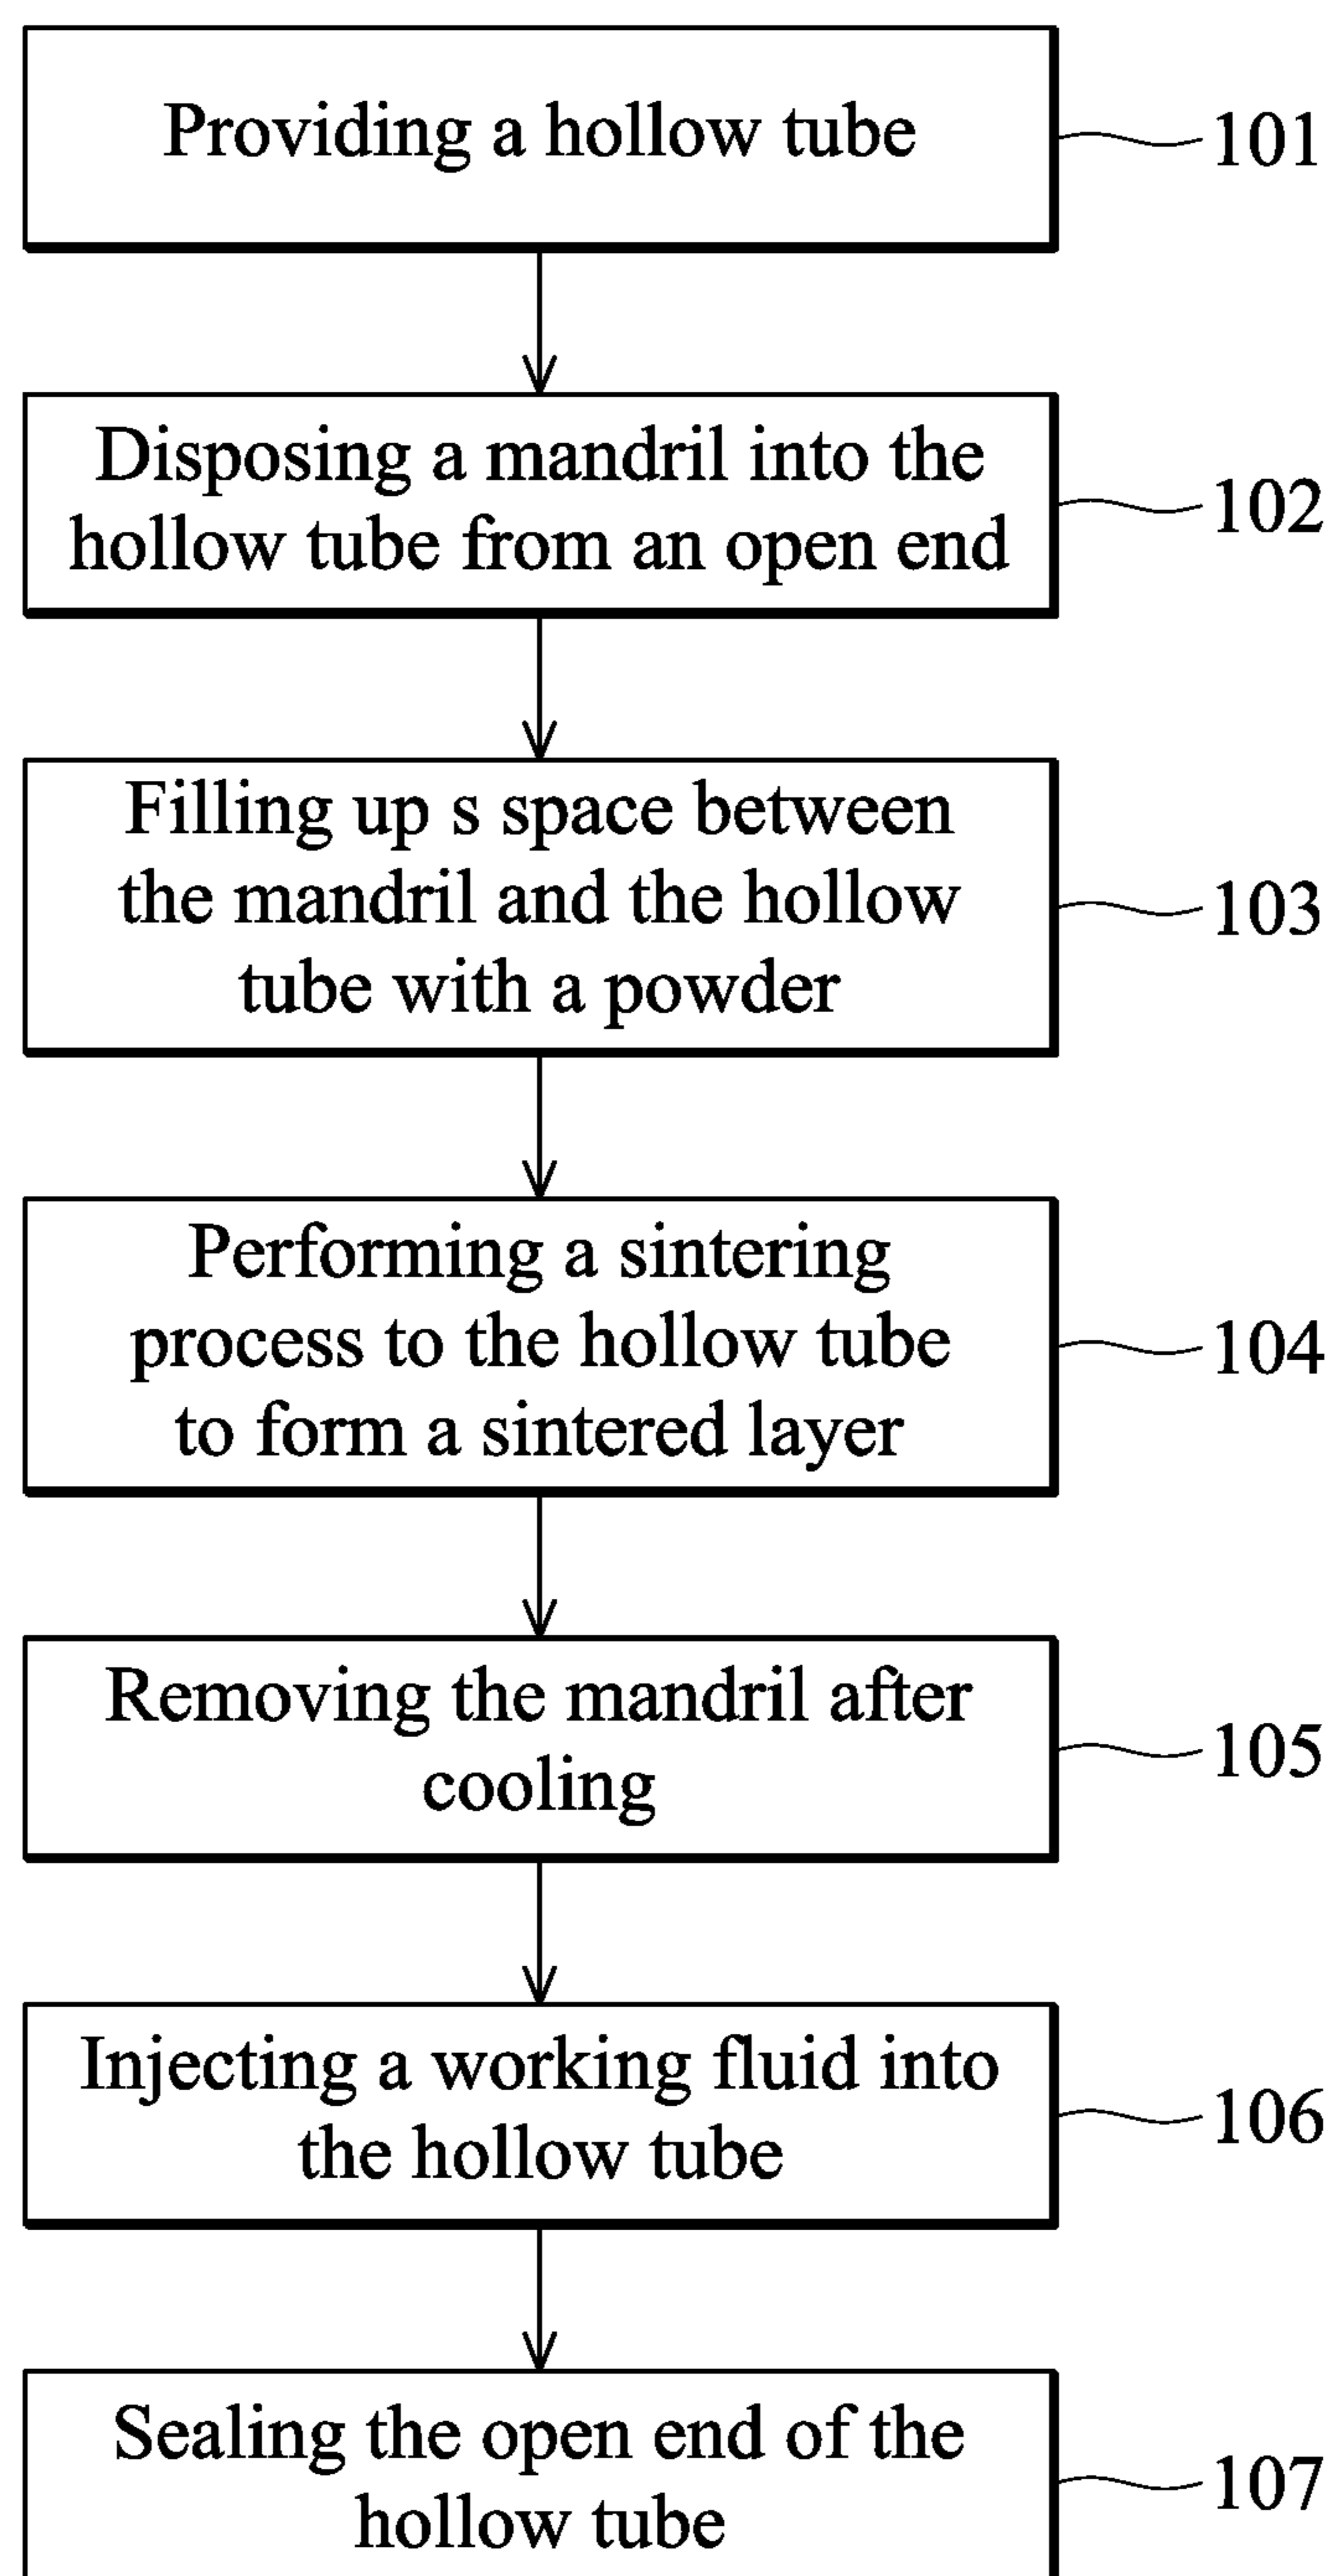 Providing a hollow tube
101
Disposing a mandril into the
hollow tube from an open end
102
Filling up s space between
the mandril and the hollow
tube with a powder
103
Performing a sintering
process to the hollow tube
to form a sintered layer
104
Removing the mandril after
cooling
105
Injecting a working fluid into
the hollow tube
106
Sealing the open end of the
hollow tube
107